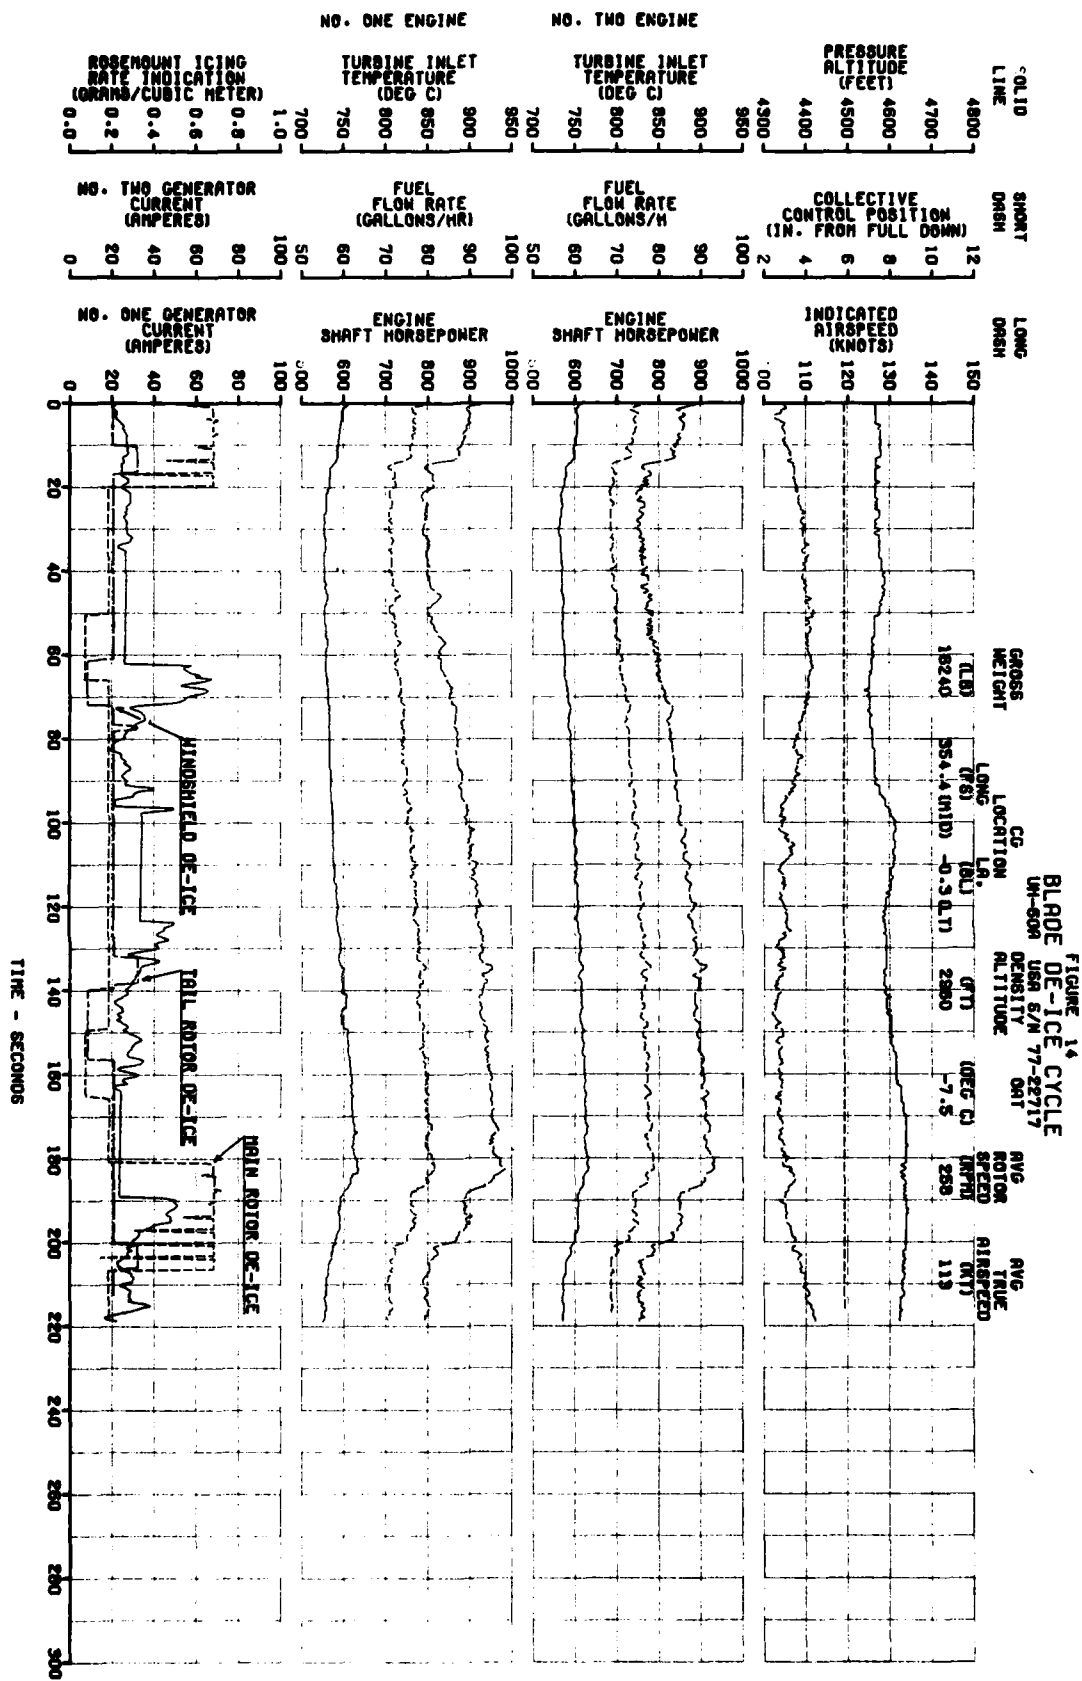 FIGURE 14
BLADE DE-ICE CYCLE
UH-60A USA S/N 77-22717
GROSS WEIGHT (LB)
CG LOCATION
LONG (FS)
LA. (BL)
DENSITY ALTITUDE (FT)
OAT (DEG C)
AVG ROTOR SPEED (RPM)
AVG TRUE AIRSPEED (KT)
16240 354.4(MID) -0.3(LT) 2980 -7.5 258 113
SOLID LINE
SHORT DASH
LONG DASH
PRESSURE ALTITUDE (FEET)
4300 4400 4500 4600 4700 4800
COLLECTIVE CONTROL POSITION (IN. FROM FULL DOWN)
2 4 6 8 10 12
INDICATED AIRSPEED (KNOTS)
00 110 120 130 140 150
NO. TWO ENGINE
TURBINE INLET TEMPERATURE (DEG C)
700 750 800 850 900 950
FUEL FLOW RATE (GALLONS/H
50 60 70 80 90 100
ENGINE SHAFT HORSEPOWER
600 700 800 900 1000
NO. ONE ENGINE
TURBINE INLET TEMPERATURE (DEG C)
700 750 800 850 900 950
FUEL FLOW RATE (GALLONS/HR)
50 60 70 80 90 100
ENGINE SHAFT HORSEPOWER
600 700 800 900 1000
ROSEMOUNT ICING RATE INDICATION (GRAMS/CUBIC METER)
0.0 0.2 0.4 0.6 0.8 1.0
NO. TWO GENERATOR CURRENT (AMPERES)
0 20 40 60 80 100
NO. ONE GENERATOR CURRENT (AMPERES)
0 20 40 60 80 100
WINDSHIELD DE-ICE
TAIL ROTOR DE-ICE
MAIN ROTOR DE-ICE
0 20 40 60 80 100 120 140 160 180 200 220 240 260 280 300
TIME - SECONDS